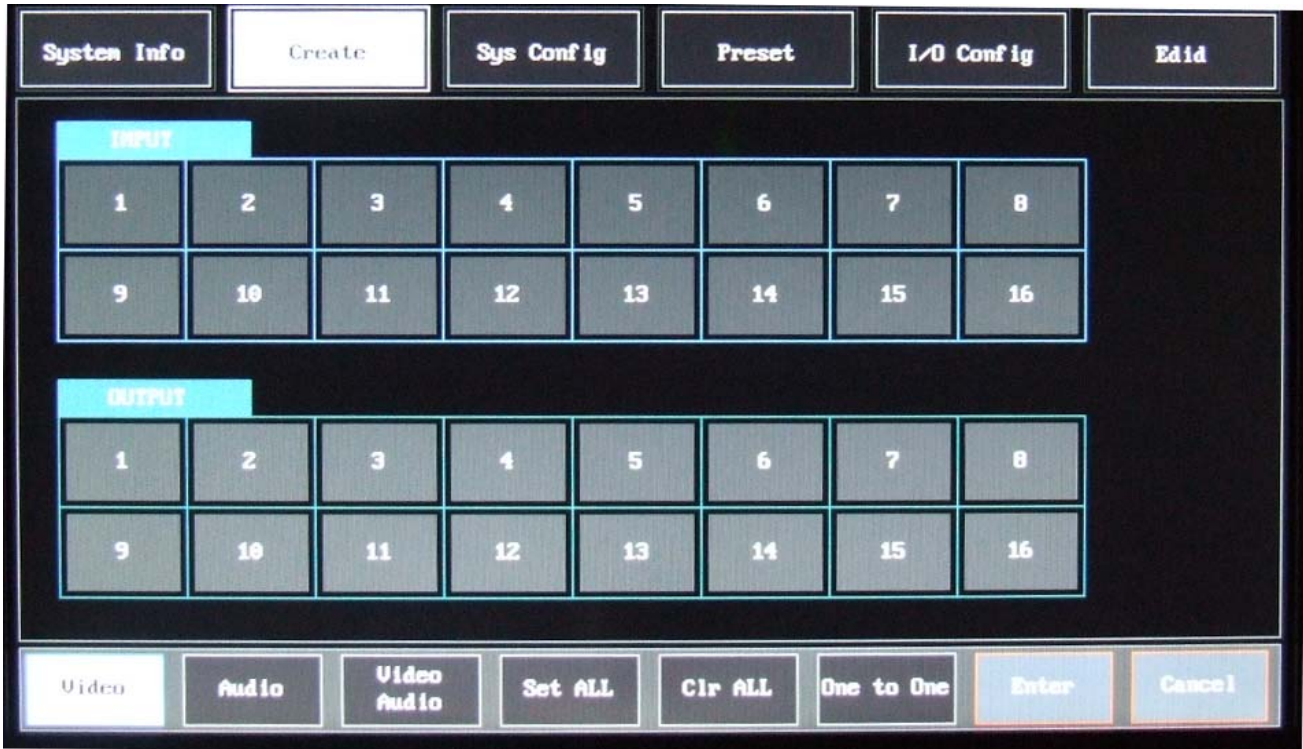 System Info Create Sys Config Preset I/O Config Edid
INPUT
1 2 3 4 5 6 7 8
9 10 11 12 13 14 15 16
OUTPUT
1 2 3 4 5 6 7 8
9 10 11 12 13 14 15 16
Video Audio Video Audio Set ALL Clr ALL One to One Enter Cancel